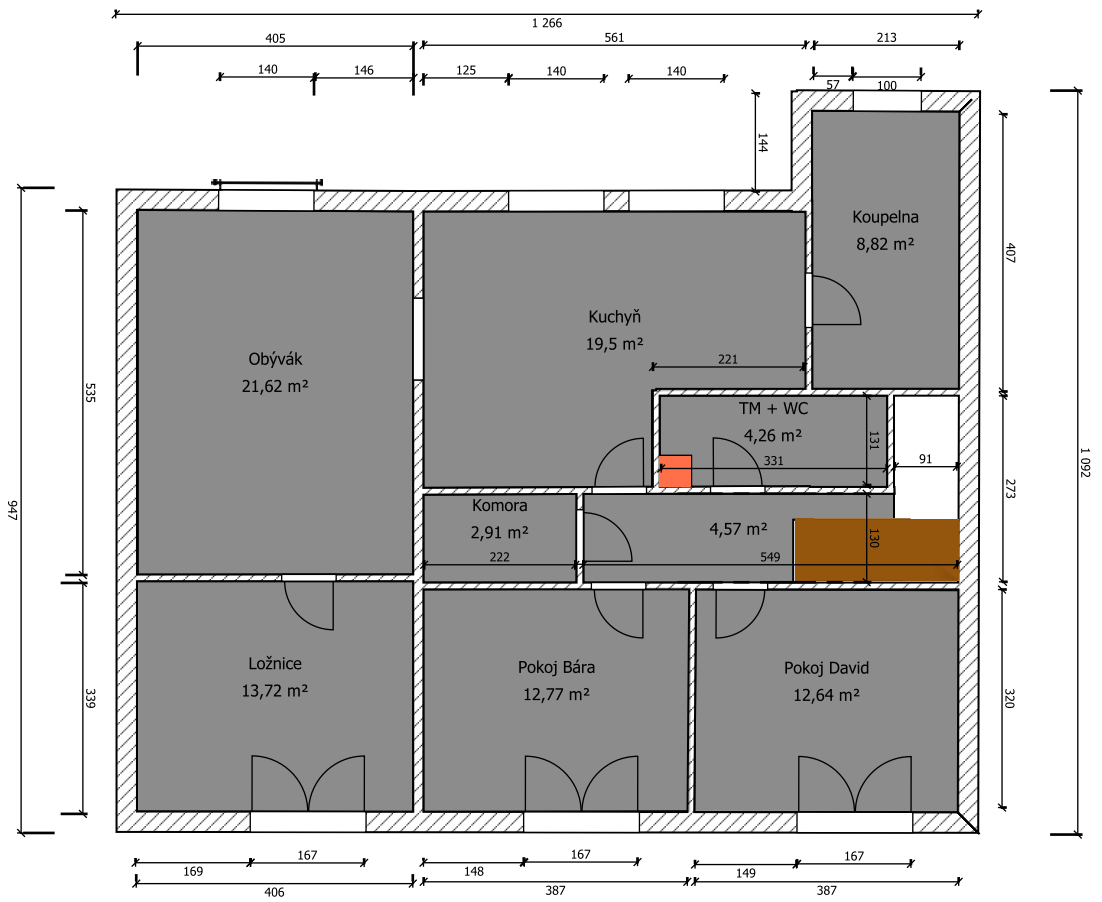 1 266
405
561
213
140
146
125
140
140
57
100
144
Koupelna
8,82 m²
407
Kuchyň
19,5 m²
Obývák
21,62 m²
221
535
TM + WC
4,26 m²
131
331
91
1 092
273
947
Komora
2,91 m²
4,57 m²
130
222
549
Ložnice
13,72 m²
Pokoj Bára
12,77 m²
Pokoj David
12,64 m²
339
320
167
167
167
169
148
149
406
387
387